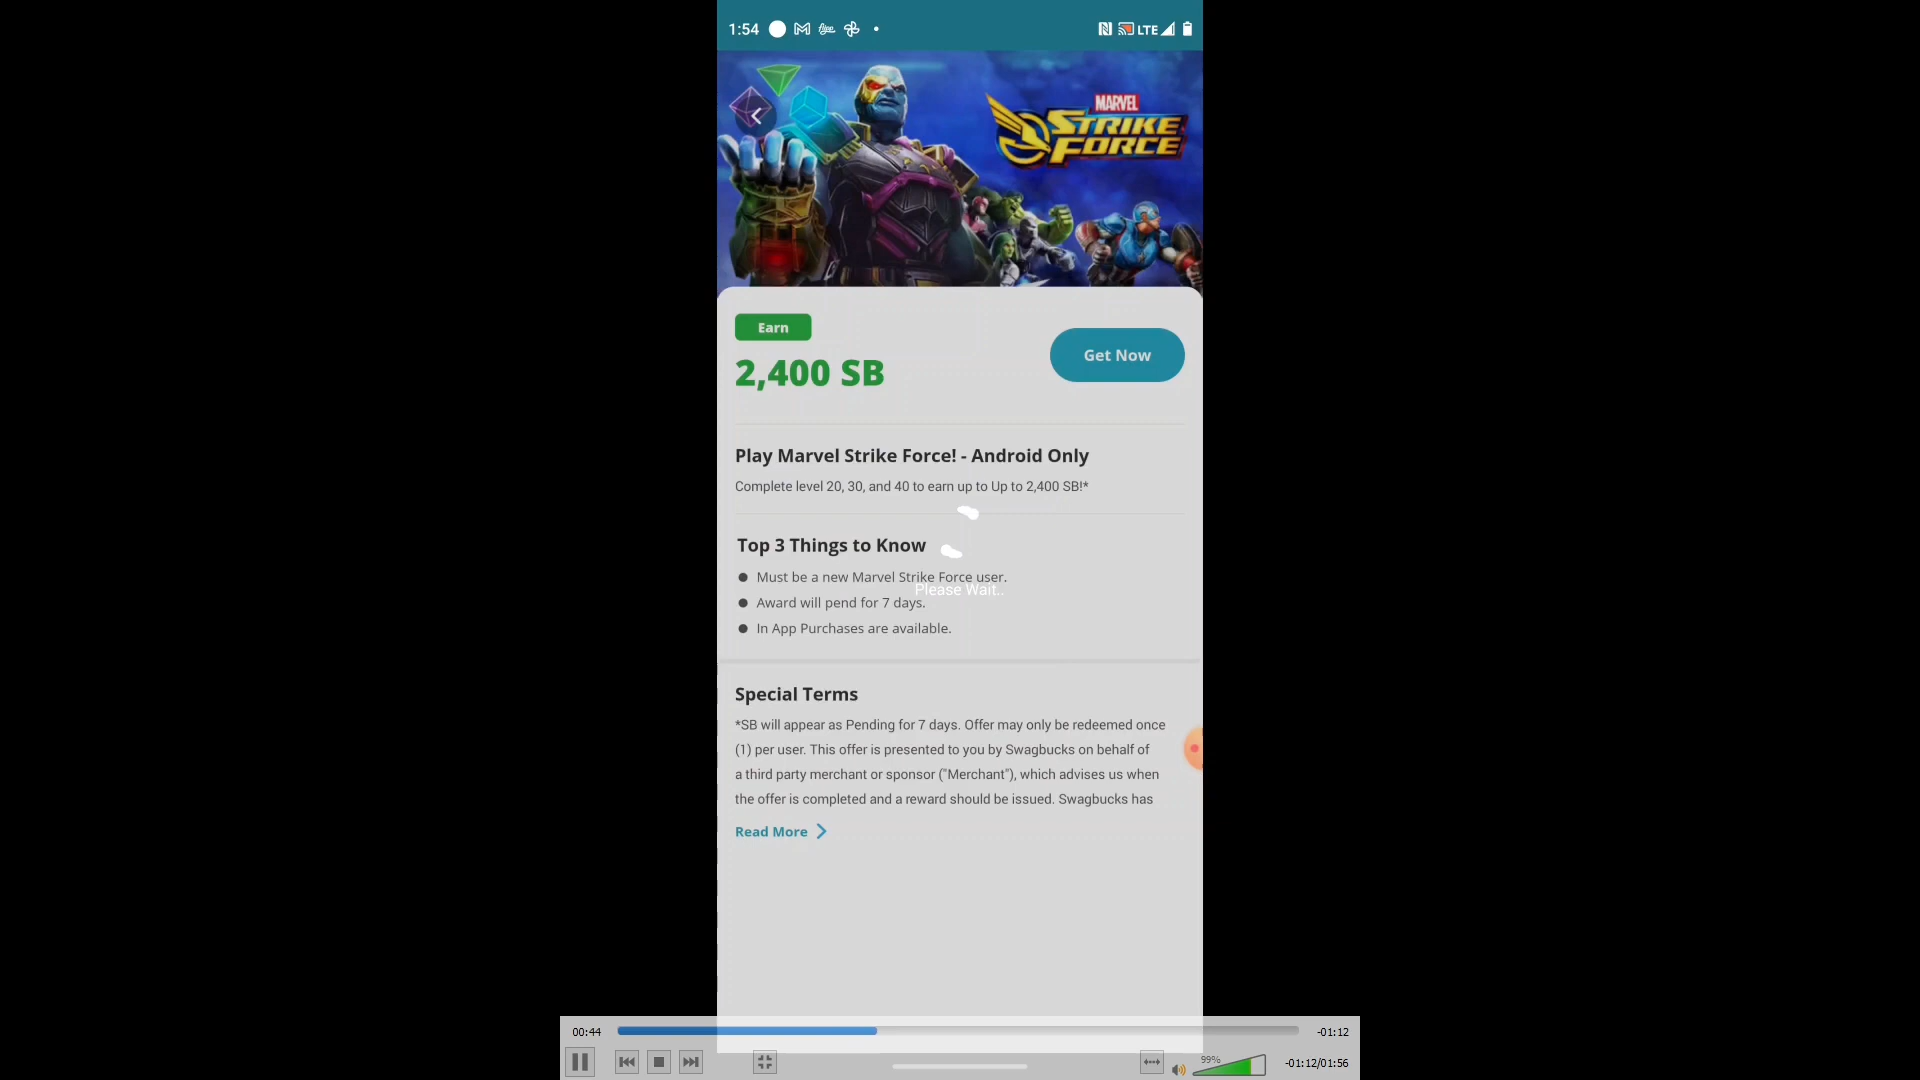 1:54
LTE
MARVEL
STRIKE
FORCE
Earn
2,400 SB
Get Now
Play Marvel Strike Force! - Android Only
Complete level 20, 30, and 40 to earn up to Up to 2,400 SB!*
Top 3 Things to Know
Must be a new Marvel Strike Force user.
Please Wait..
Award will pend for 7 days.
In App Purchases are available.
Special Terms
*SB will appear as Pending for 7 days. Offer may only be redeemed once
(1) per user. This offer is presented to you by Swagbucks on behalf of
a third party merchant or sponsor ("Merchant"), which advises us when
the offer is completed and a reward should be issued. Swagbucks has
Read More
00:44
-01:12
99%
-01:12/01:56